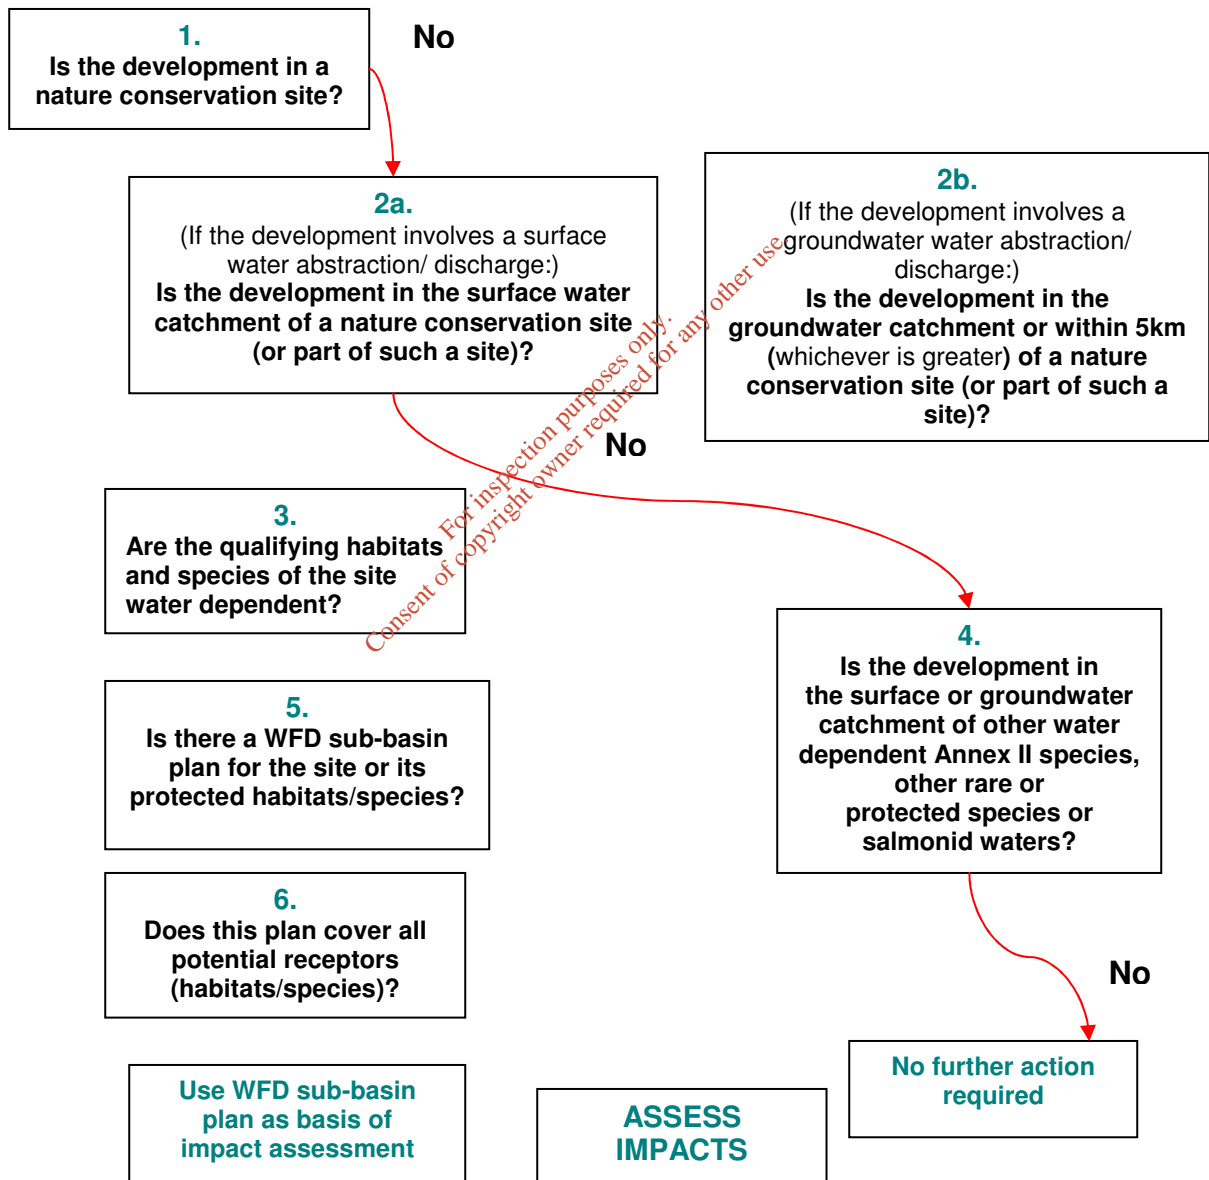 1.
Is the development in a
nature conservation site?
No
2a.
(If the development involves a surface
water abstraction/ discharge:)
Is the development in the surface water
catchment of a nature conservation site
(or part of such a site)?
2b.
(If the development involves a
groundwater water abstraction/
discharge:)
Is the development in the
groundwater catchment or within 5km
(whichever is greater) of a nature
conservation site (or part of such a
site)?
No
For inspection purposes only.
Consent of copyright owner required for any other use.
3.
Are the qualifying habitats
and species of the site
water dependent?
4.
Is the development in
the surface or groundwater
catchment of other water
dependent Annex II species,
other rare or
protected species or
salmonid waters?
5.
Is there a WFD sub-basin
plan for the site or its
protected habitats/species?
6.
Does this plan cover all
potential receptors
(habitats/species)?
No
No further action
required
Use WFD sub-basin
plan as basis of
impact assessment
ASSESS
IMPACTS